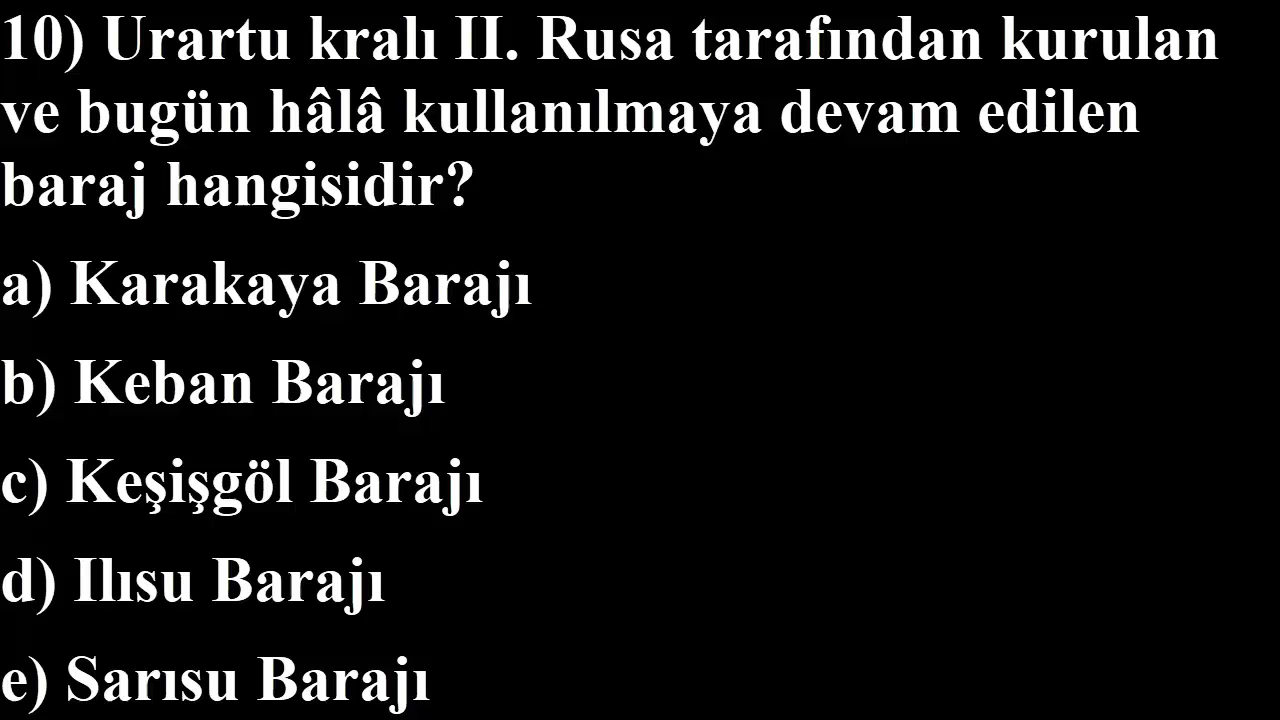 10) Urartu kralı II. Rusa tarafından kurulan
ve bugün hâlâ kullanılmaya devam edilen
baraj hangisidir?
a) Karakaya Barajı
b) Keban Barajı
c) Keşişgöl Barajı
d) Ilısu Barajı
e) Sarısu Barajı